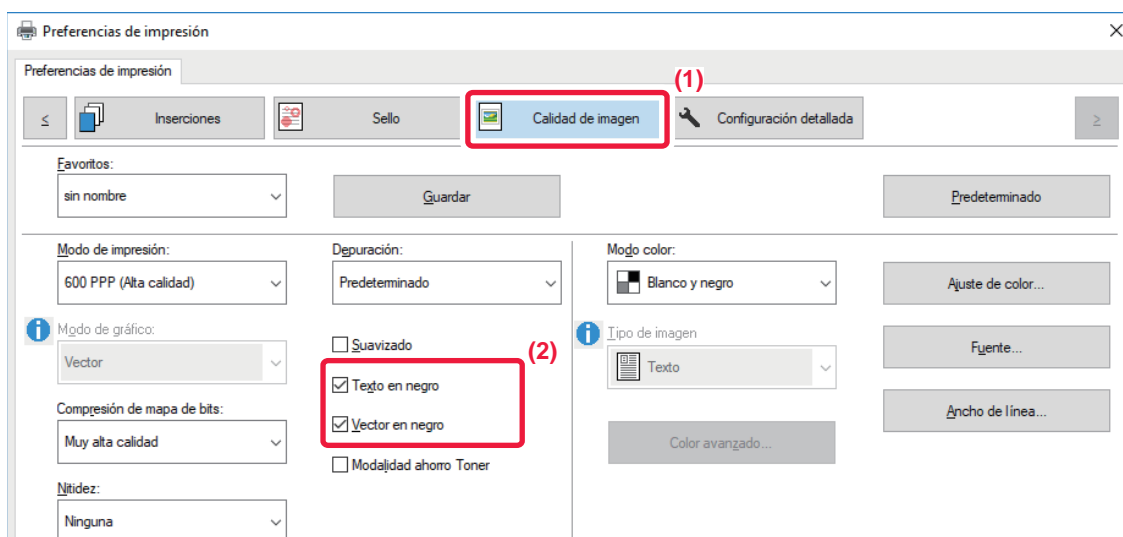 Preferencias de impresión
Preferencias de impresión
(1)
≤ Inserciones Sello Calidad de imagen Configuración detallada ≥
Favoritos:
sin nombre Guardar Predeterminado
Modo de impresión: Depuración: Modo color:
600 PPP (Alta calidad) Predeterminado Blanco y negro Ajuste de color...
Modo de gráfico: Suavizado (2) Tipo de imagen
Vector Texto Fuente...
Texto en negro
Compresión de mapa de bits: Ancho de línea...
Muy alta calidad Vector en negro Color avanzado...
Modalidad ahorro Toner
Nitidez:
Ninguna